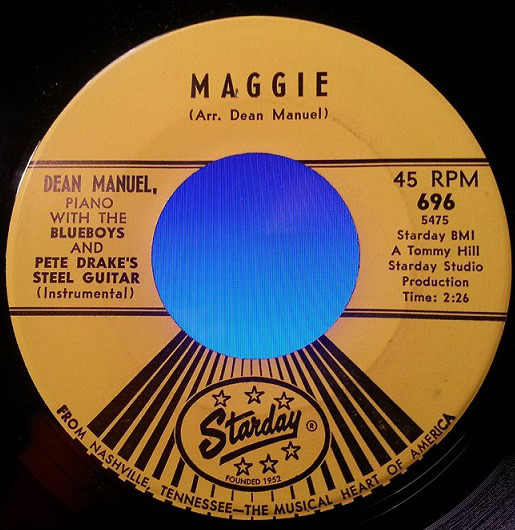 MAGGIE
(Arr. Dean Manuel)
DEAN MANUEL,
PIANO
WITH THE
BLUEBOYS
AND
PETE DRAKE'S
STEEL GUITAR
(Instrumental)
45 RPM
696
5475
Starday BMI
A Tommy Hill
Starday Studio
Production
Time: 2:26
Starday ®
FOUNDED 1952
FROM NASHVILLE, TENNESSEE—THE MUSICAL HEART OF AMERICA